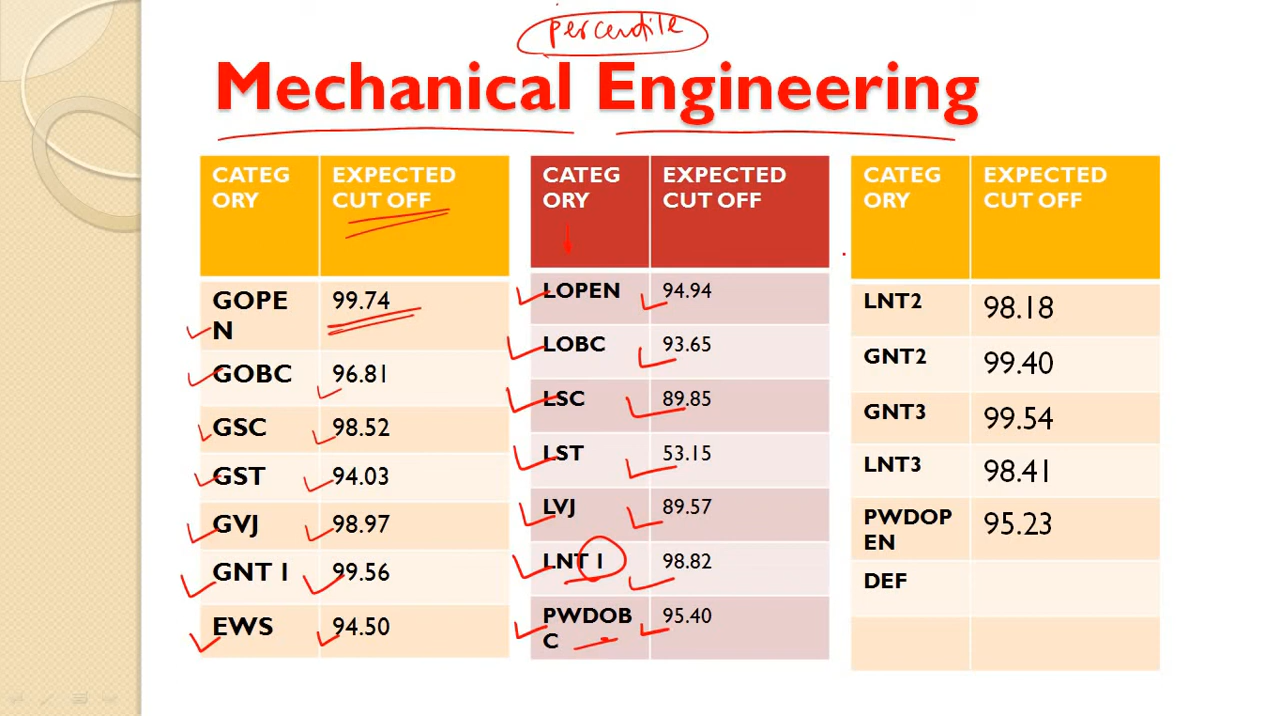 percentile
Mechanical Engineering
CATEG
ORY
EXPECTED
CUT OFF
GOPE
N
99.74
GOBC 96.81
GSC 98.52
GST 94.03
GVJ 98.97
GNT 1 99.56
EWS 94.50
CATEG
ORY
EXPECTED
CUT OFF
LOPEN 94.94
LOBC 93.65
LSC 89.85
LST 53.15
LVJ 89.57
LNT 1 98.82
PWDOB
C
95.40
CATEG
ORY
EXPECTED
CUT OFF
LNT2 98.18
GNT2 99.40
GNT3 99.54
LNT3 98.41
PWDOP
EN
95.23
DEF